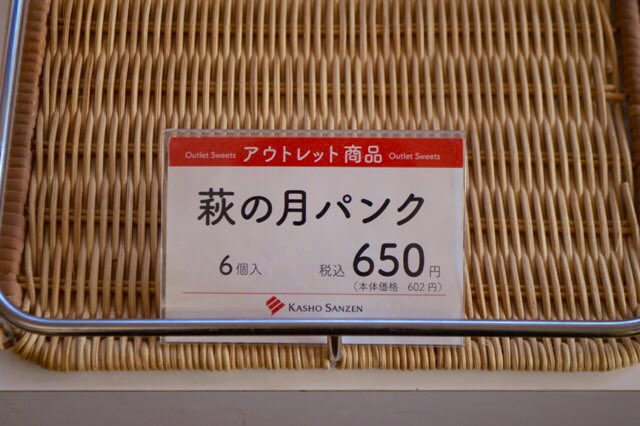 Outlet Sweets アウトレット商品 Outlet Sweets
萩の月パンク
6個入 税込 650円
(本体価格 602円)
KASHO SANZEN